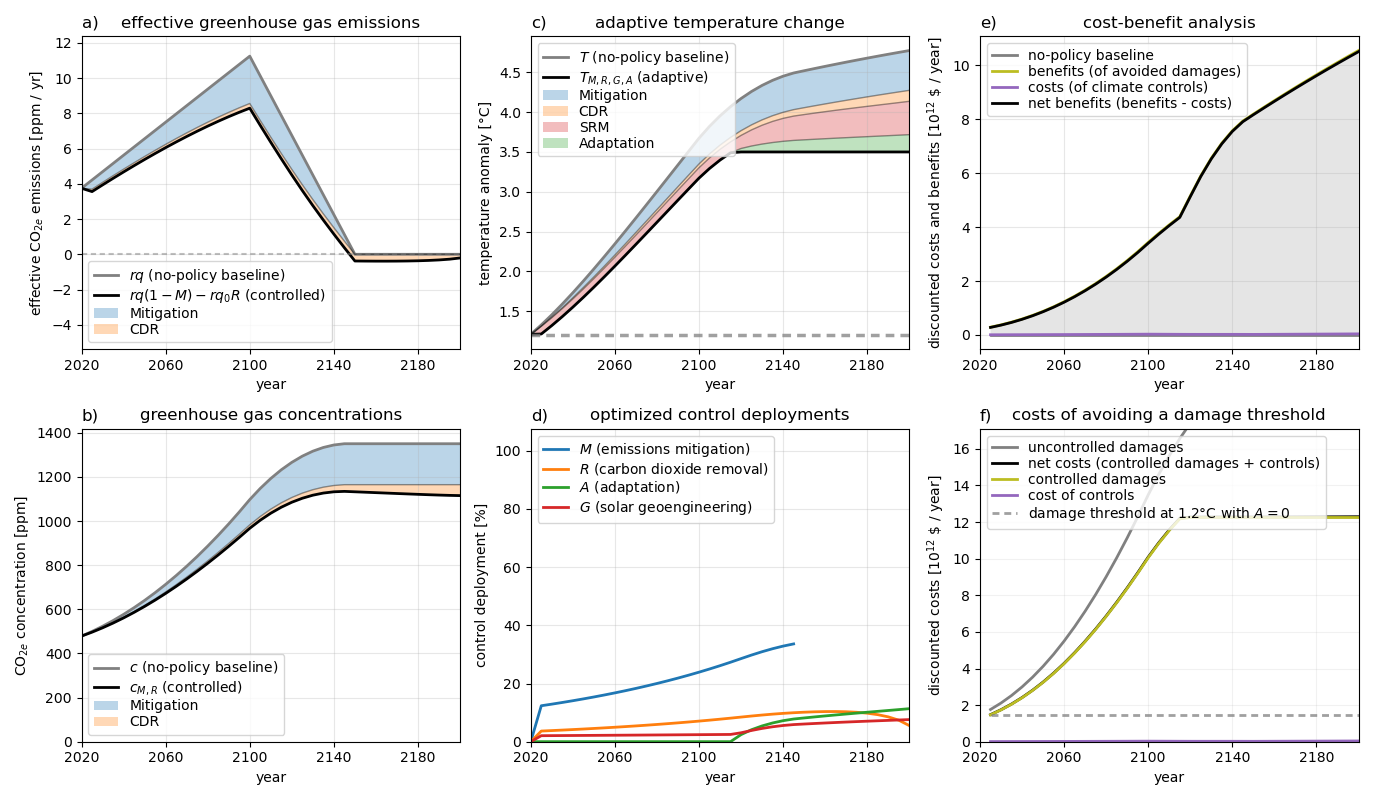 a) effective greenhouse gas emissions
effective CO2e emissions [ppm / yr]
12
10
8
6
4
2
0
−2
−4
rq (no-policy baseline)
rq(1 − M) − rq0R (controlled)
Mitigation
CDR
2020 2060 2100 2140 2180
year
c) adaptive temperature change
temperature anomaly [°C]
4.5
4.0
3.5
3.0
2.5
2.0
1.5
T (no-policy baseline)
TM, R, G, A (adaptive)
Mitigation
CDR
SRM
Adaptation
2020 2060 2100 2140 2180
year
e) cost-benefit analysis
discounted costs and benefits [10^12 $ / year]
10
8
6
4
2
0
no-policy baseline
benefits (of avoided damages)
costs (of climate controls)
net benefits (benefits - costs)
2020 2060 2100 2140 2180
year
b) greenhouse gas concentrations
CO2e concentration [ppm]
1400
1200
1000
800
600
400
200
0
c (no-policy baseline)
cM, R (controlled)
Mitigation
CDR
2020 2060 2100 2140 2180
year
d) optimized control deployments
control deployment [%]
100
80
60
40
20
0
M (emissions mitigation)
R (carbon dioxide removal)
A (adaptation)
G (solar geoengineering)
2020 2060 2100 2140 2180
year
f) costs of avoiding a damage threshold
discounted costs [10^12 $ / year]
16
14
12
10
8
6
4
2
0
uncontrolled damages
net costs (controlled damages + controls)
controlled damages
cost of controls
damage threshold at 1.2°C with A = 0
2020 2060 2100 2140 2180
year